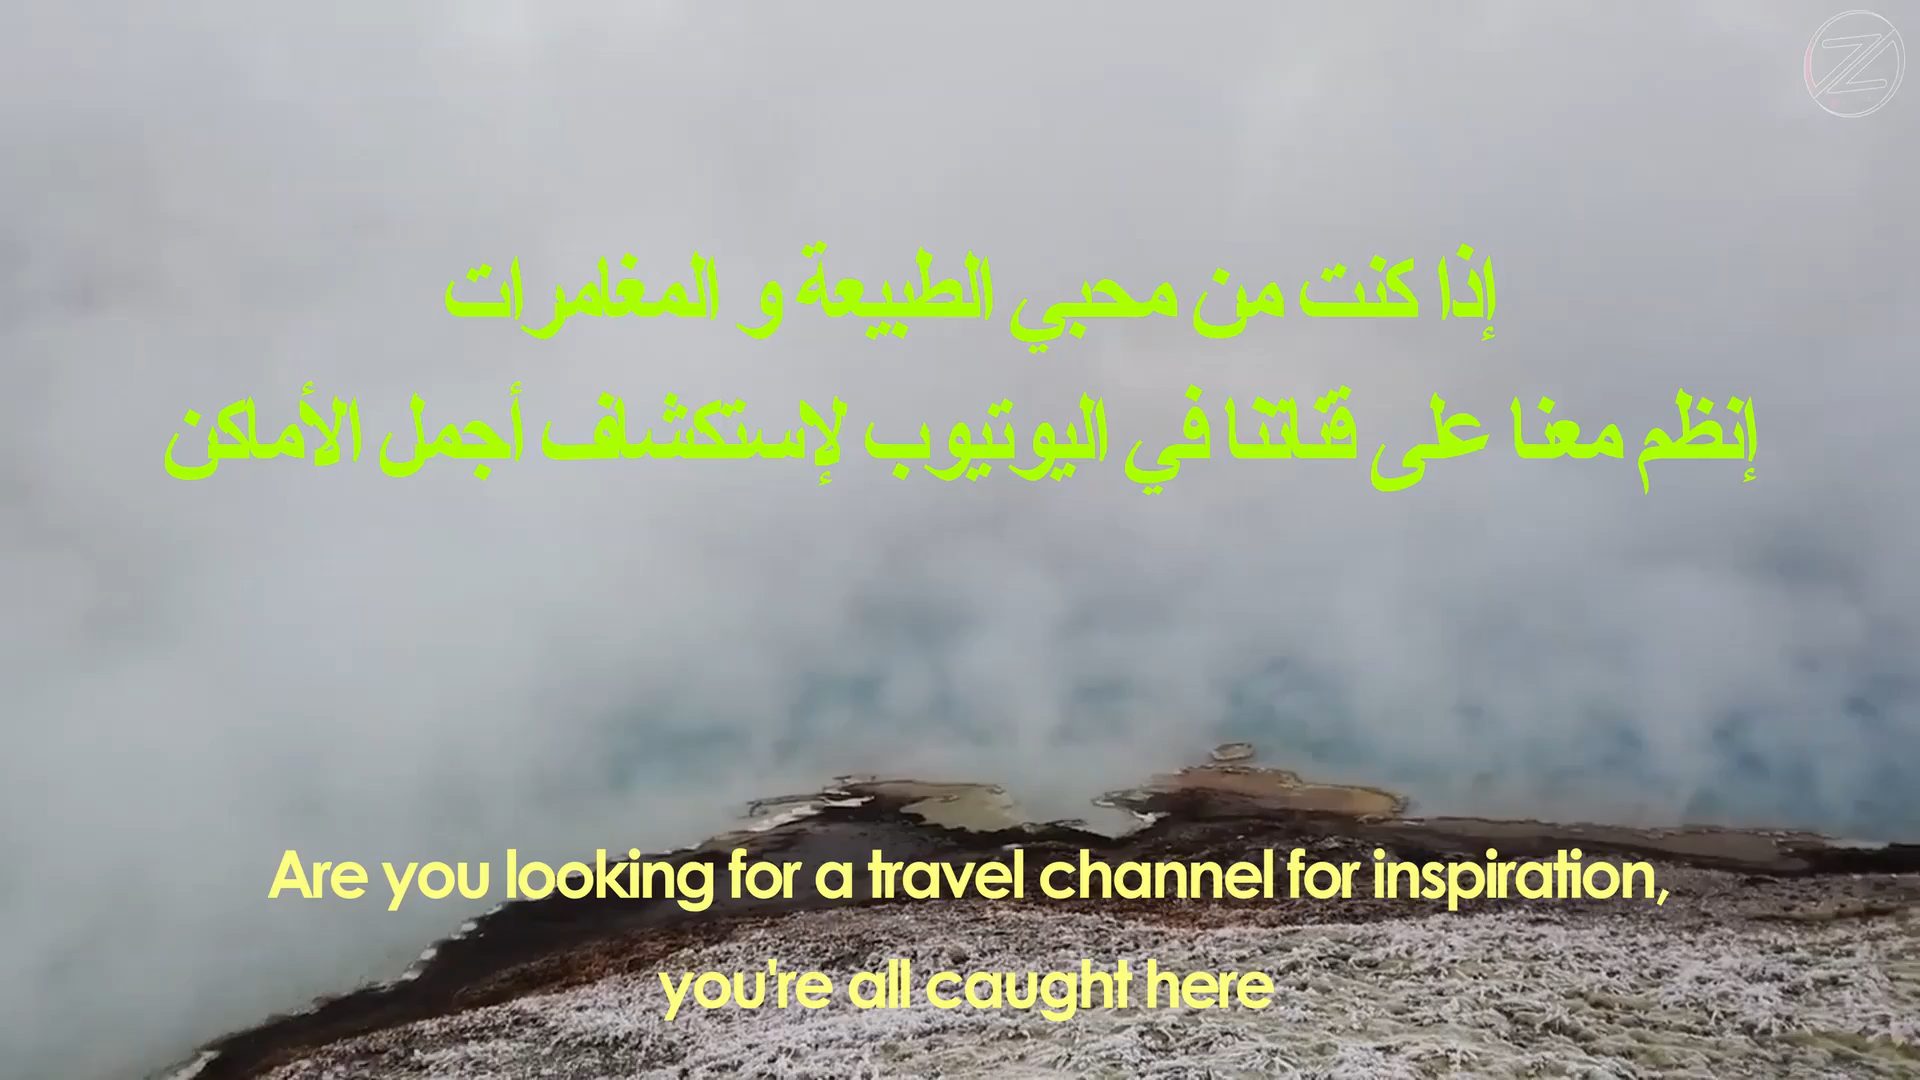 إذا كنت من محبي الطبيعة و المغامرات
إنظم معنا على قناتنا في اليوتيوب لإستكشاف أجمل الأماكن
Are you looking for a travel channel for inspiration,
you're all caught here